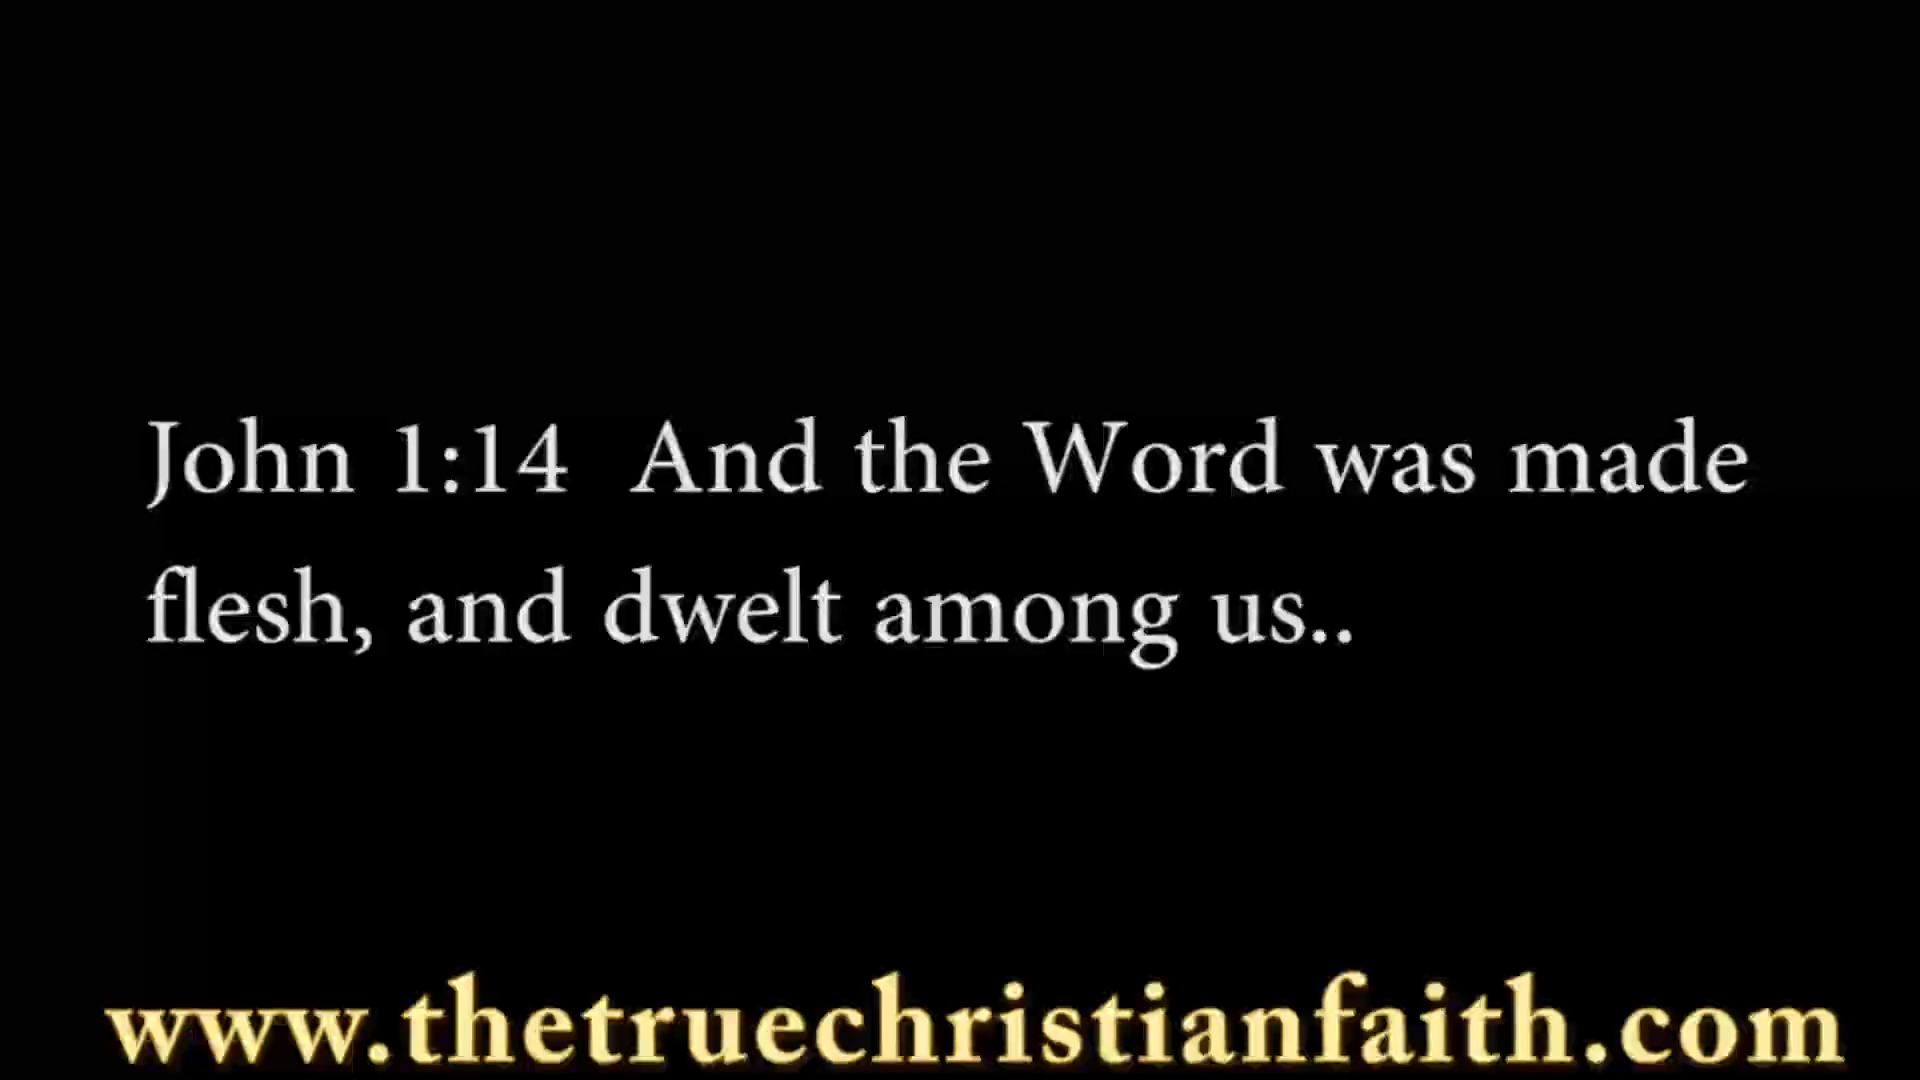 John 1:14  And the Word was made
flesh, and dwelt among us..
www.thetruechristianfaith.com